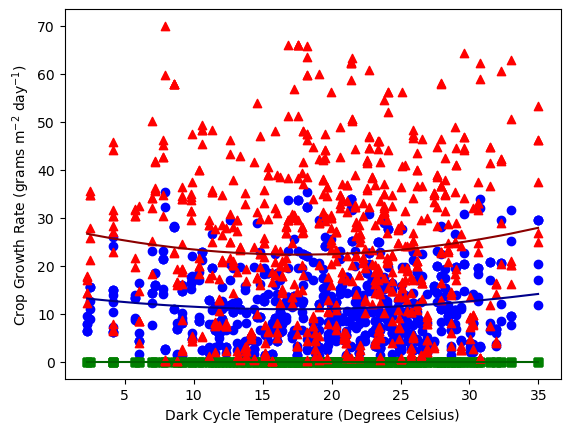 70
60
50
40
30
20
10
0
Crop Growth Rate (grams m⁻² day⁻¹)
5 10 15 20 25 30 35
Dark Cycle Temperature (Degrees Celsius)